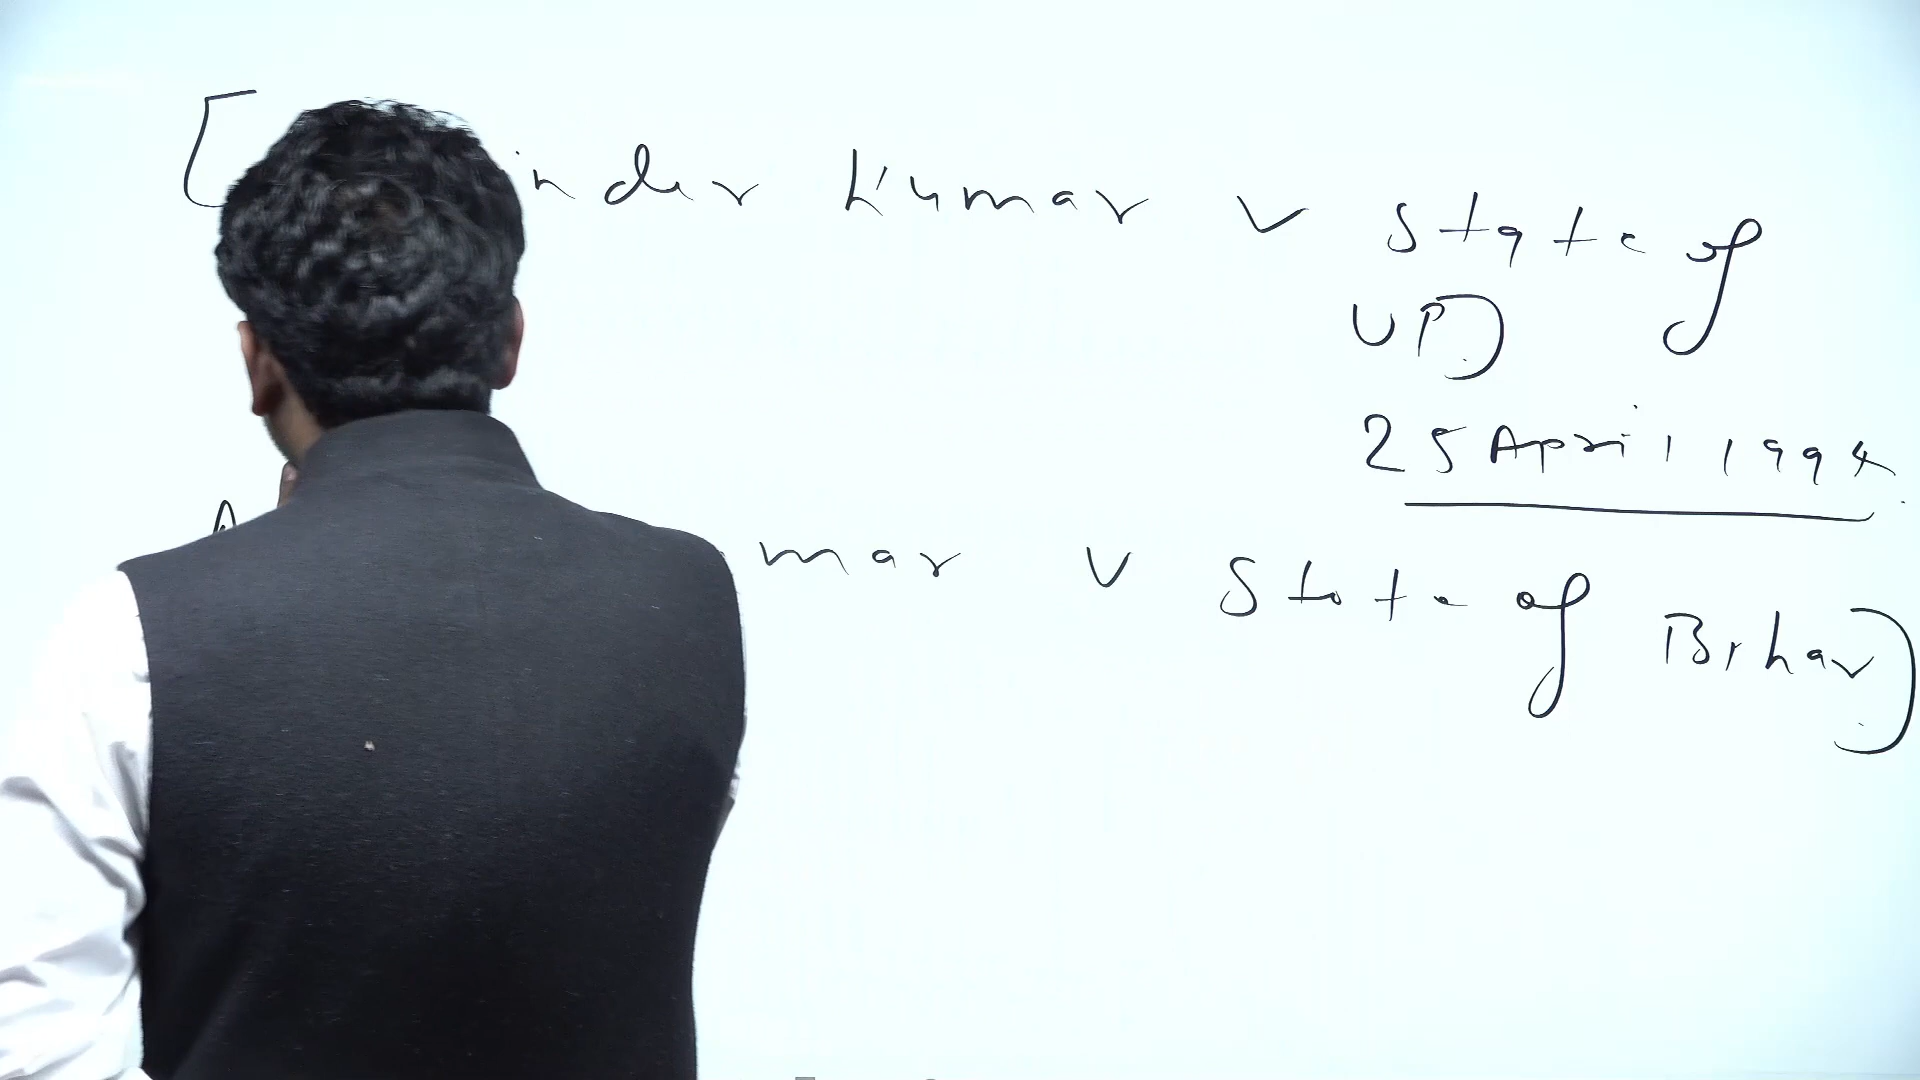 inder Kumar v State of
UP)
25 April 1994
mar v State of Bihar)